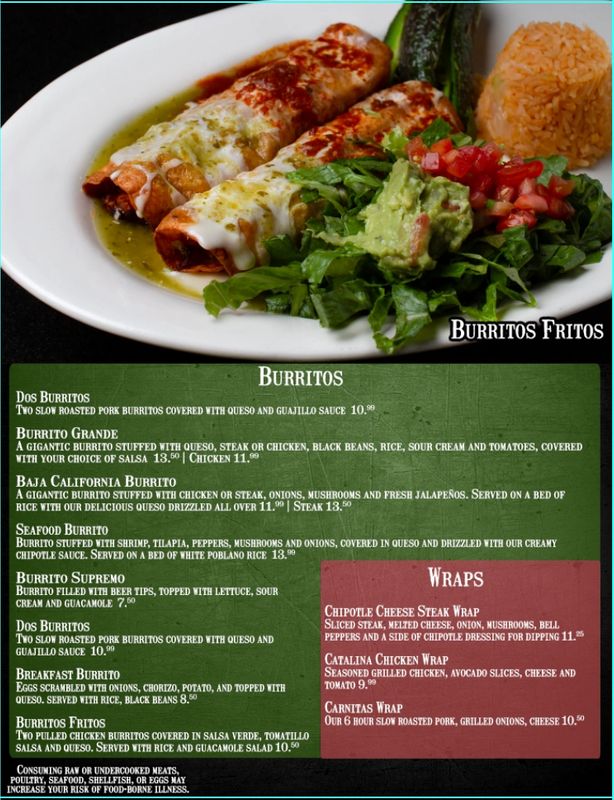 Burritos Fritos
Burritos
Dos Burritos
Two slow roasted pork burritos covered with queso and guajillo sauce 10.99
Burrito Grande
A gigantic burrito stuffed with queso, steak or chicken, black beans, rice, sour cream and tomatoes, covered
with your choice of salsa 13.50 | Chicken 11.99
Baja California Burrito
A gigantic burrito stuffed with chicken or steak, onions, mushrooms and fresh jalapeños. Served on a bed of
rice with our delicious queso drizzled all over 11.99 | Steak 13.50
Seafood Burrito
Burrito stuffed with shrimp, tilapia, peppers, mushrooms and onions, covered in queso and drizzled with our creamy
chipotle sauce. Served on a bed of white poblano rice 13.99
Burrito Supremo
Burrito filled with beer tips, topped with lettuce, sour
cream and guacamole 7.50
Dos Burritos
Two slow roasted pork burritos covered with queso and
guajillo sauce 10.99
Breakfast Burrito
Eggs scrambled with onions, chorizo, potato, and topped with
queso. served with rice, black beans 8.50
Burritos Fritos
Two pulled chicken burritos covered in salsa verde, tomatillo
salsa and queso. Served with rice and guacamole salad 10.50
Wraps
Chipotle Cheese Steak Wrap
Sliced steak, melted cheese, onion, mushrooms, bell
peppers and a side of chipotle dressing for dipping 11.25
Catalina Chicken Wrap
Seasoned grilled chicken, avocado slices, cheese and
tomato 9.99
Carnitas Wrap
Our 6 hour slow roasted pork, grilled onions, cheese 10.50
Consuming raw or undercooked meats,
poultry, seafood, shellfish, or eggs may
increase your risk of food-borne illness.